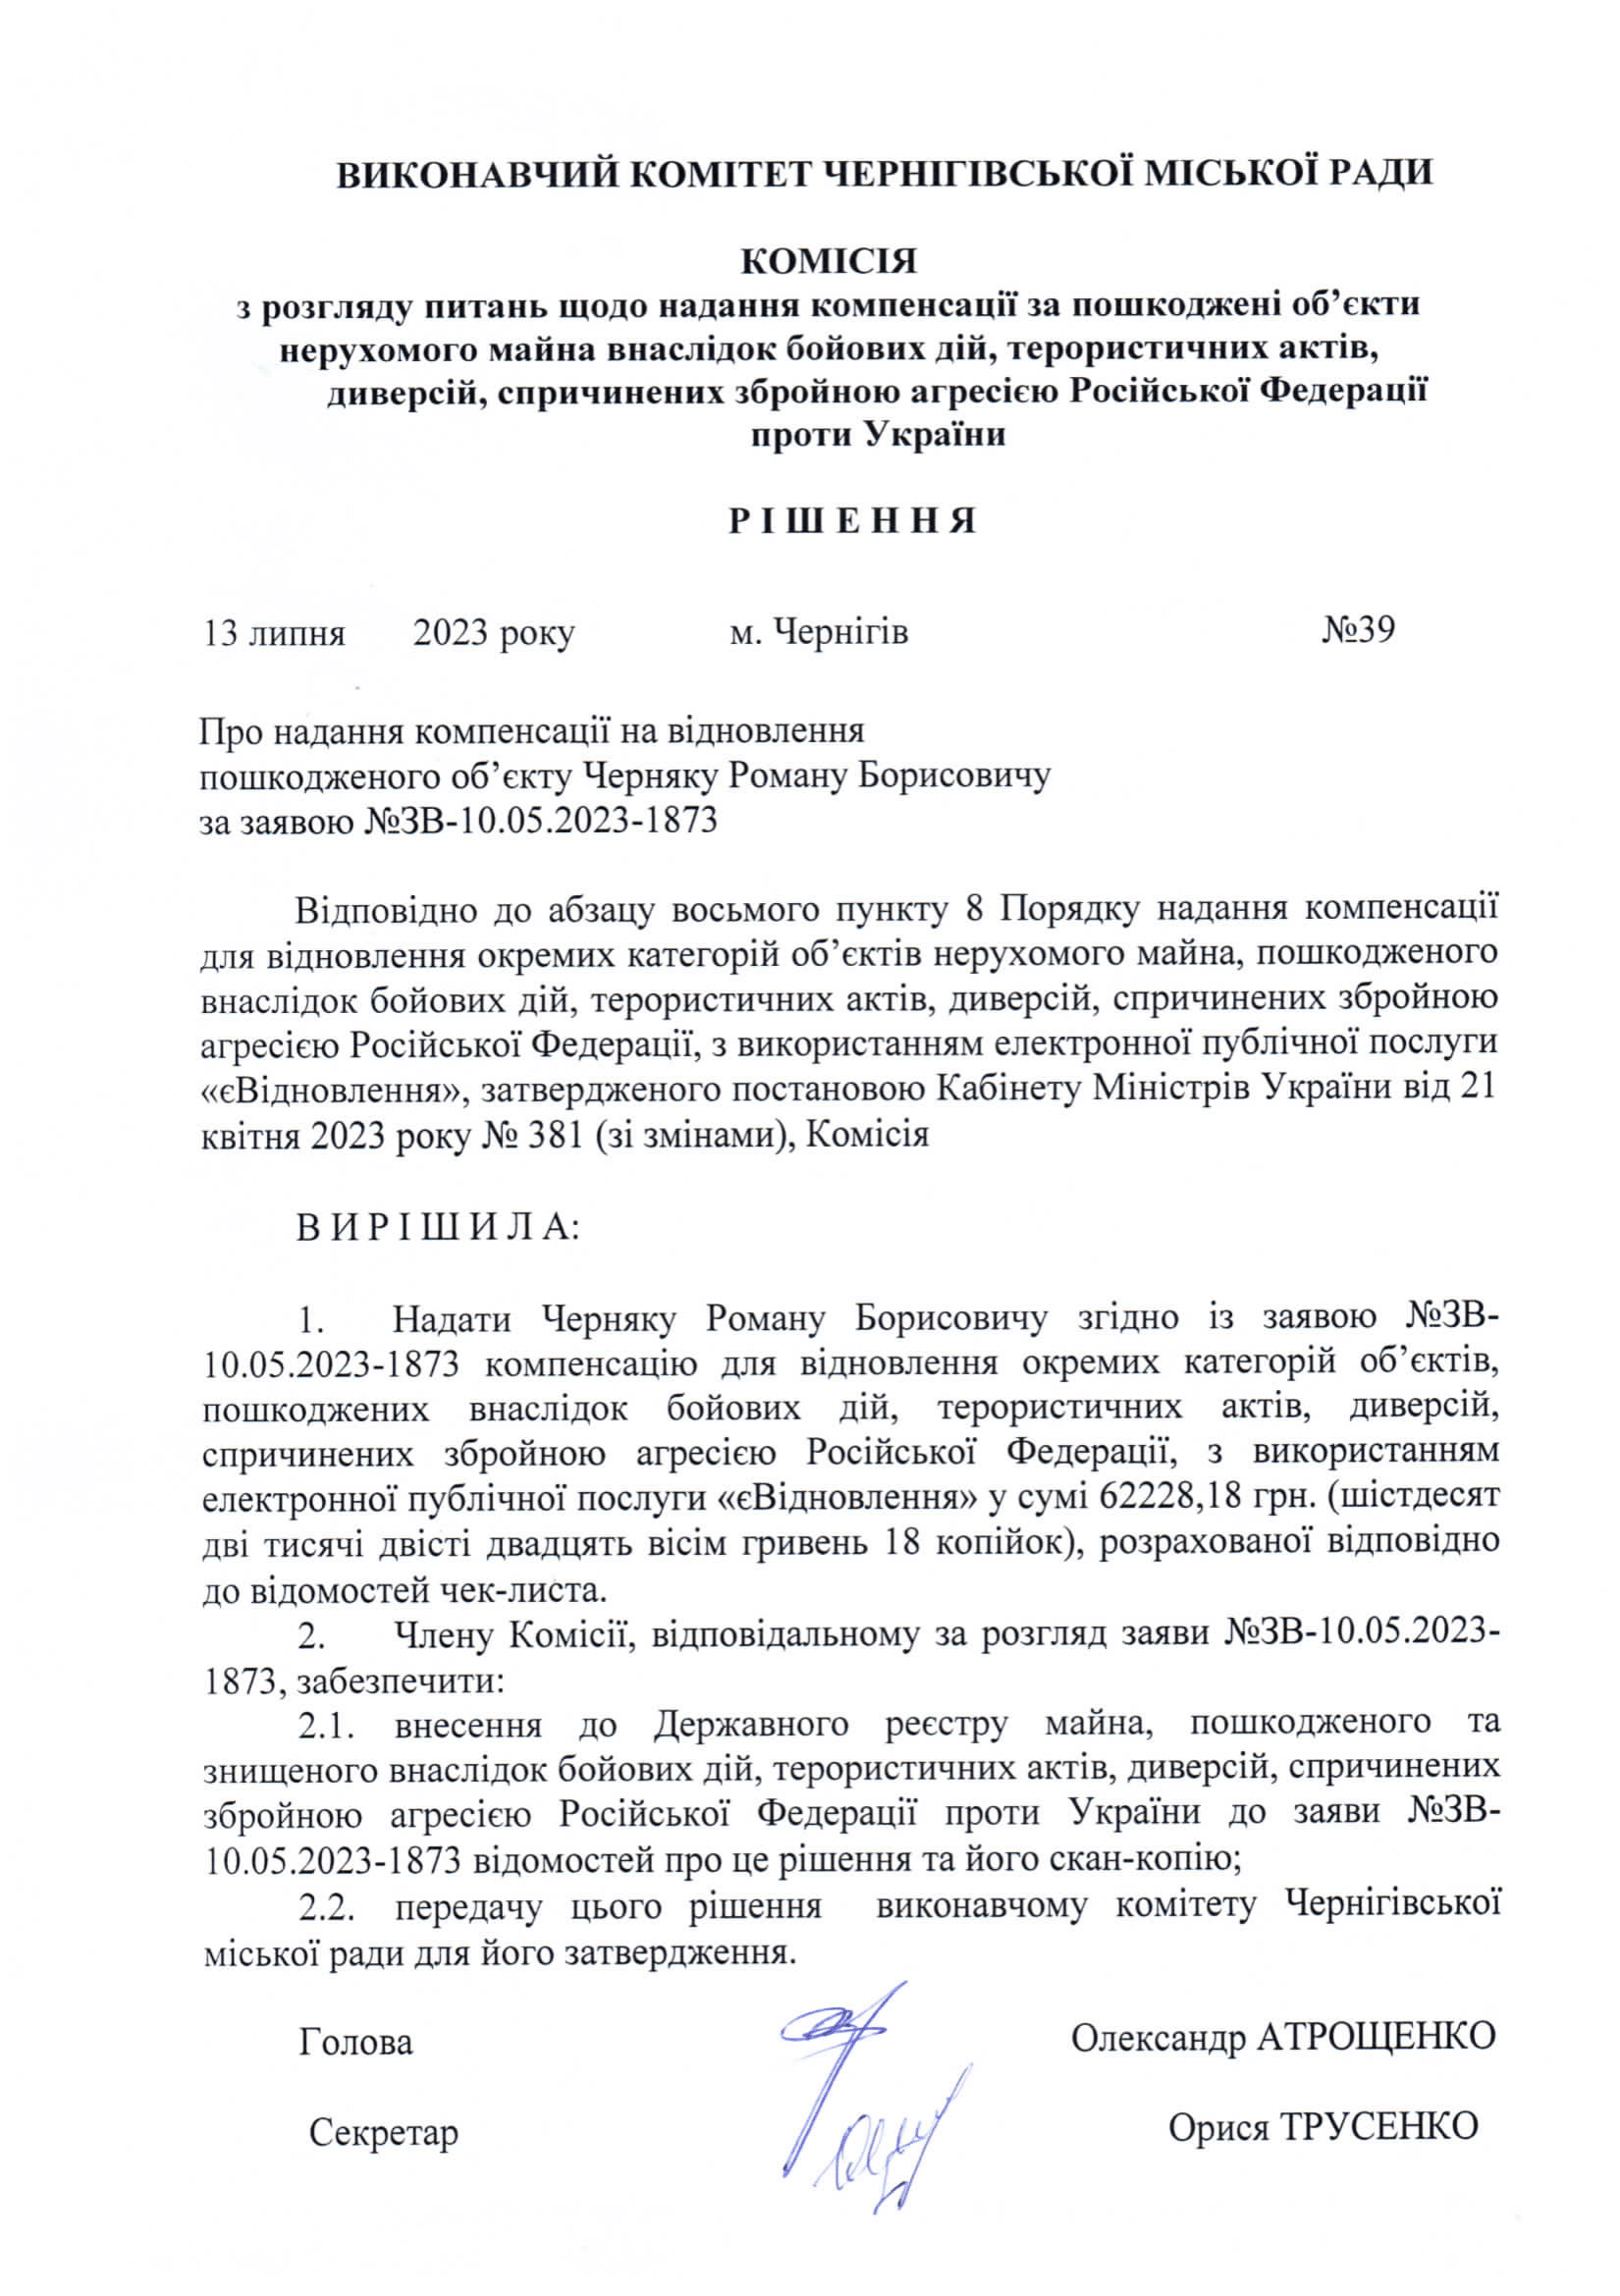 ВИКОНАВЧИЙ КОМІТЕТ ЧЕРНІГІВСЬКОЇ МІСЬКОЇ РАДИ
КОМІСІЯ
з розгляду питань щодо надання компенсації за пошкоджені об’єкти
нерухомого майна внаслідок бойових дій, терористичних актів,
диверсій, спричинених збройною агресією Російської Федерації
проти України
Р І Ш Е Н Н Я
13 липня 2023 року м. Чернігів №39
Про надання компенсації на відновлення
пошкодженого об’єкту Черняку Роману Борисовичу
за заявою №ЗВ-10.05.2023-1873
Відповідно до абзацу восьмого пункту 8 Порядку надання компенсації
для відновлення окремих категорій об’єктів нерухомого майна, пошкодженого
внаслідок бойових дій, терористичних актів, диверсій, спричинених збройною
агресією Російської Федерації, з використанням електронної публічної послуги
«єВідновлення», затвердженого постановою Кабінету Міністрів України від 21
квітня 2023 року № 381 (зі змінами), Комісія
В И Р І Ш И Л А:
1. Надати Черняку Роману Борисовичу згідно із заявою №ЗВ-
10.05.2023-1873 компенсацію для відновлення окремих категорій об’єктів,
пошкоджених внаслідок бойових дій, терористичних актів, диверсій,
спричинених збройною агресією Російської Федерації, з використанням
електронної публічної послуги «єВідновлення» у сумі 62228,18 грн. (шістдесят
дві тисячі двісті двадцять вісім гривень 18 копійок), розрахованої відповідно
до відомостей чек-листа.
2. Члену Комісії, відповідальному за розгляд заяви №ЗВ-10.05.2023-
1873, забезпечити:
2.1. внесення до Державного реєстру майна, пошкодженого та
знищеного внаслідок бойових дій, терористичних актів, диверсій, спричинених
збройною агресією Російської Федерації проти України до заяви №ЗВ-
10.05.2023-1873 відомостей про це рішення та його скан-копію;
2.2. передачу цього рішення виконавчому комітету Чернігівської
міської ради для його затвердження.
Голова Олександр АТРОЩЕНКО
Секретар Орися ТРУСЕНКО